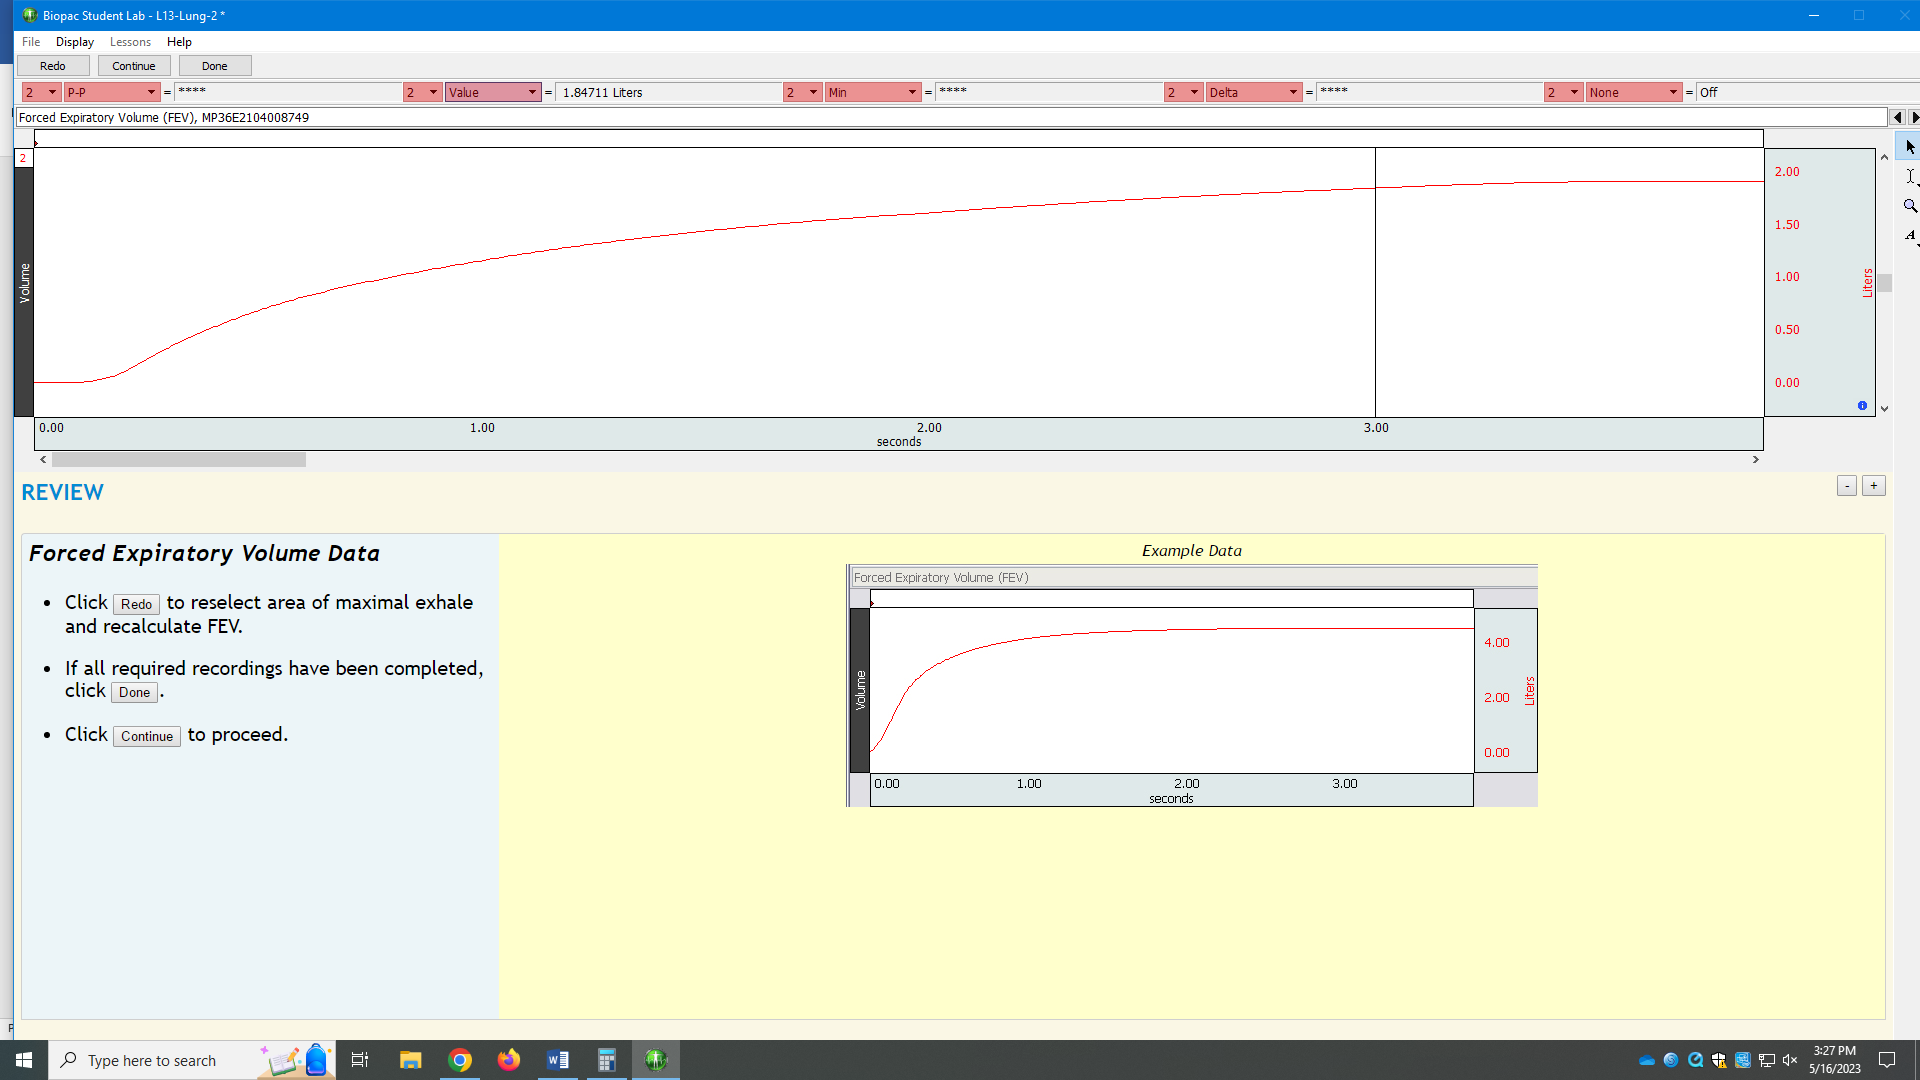 Biopac Student Lab - L13-Lung-2 *
File Display Lessons Help
Redo Continue Done
2 P-P = **** 2 Value = 1.84711 Liters 2 Min = **** 2 Delta = **** 2 None = Off
Forced Expiratory Volume (FEV), MP36E2104008749
2
Volume
2.00
1.50
1.00
0.50
0.00
Liters
0.00 1.00 2.00 3.00
seconds
REVIEW
- +
Forced Expiratory Volume Data
• Click Redo to reselect area of maximal exhale
and recalculate FEV.
• If all required recordings have been completed,
click Done.
• Click Continue to proceed.
Example Data
Forced Expiratory Volume (FEV)
Volume
4.00
2.00
0.00
Liters
0.00 1.00 2.00 3.00
seconds
Type here to search
3:27 PM
5/16/2023